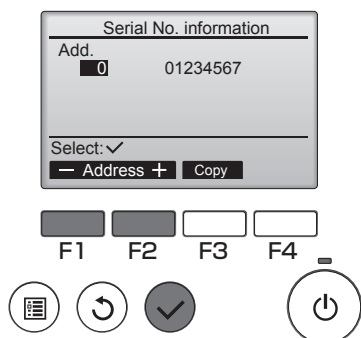 Serial No. information
Add.
0 01234567
Select:✓
− Address + Copy
F1 F2 F3 F4